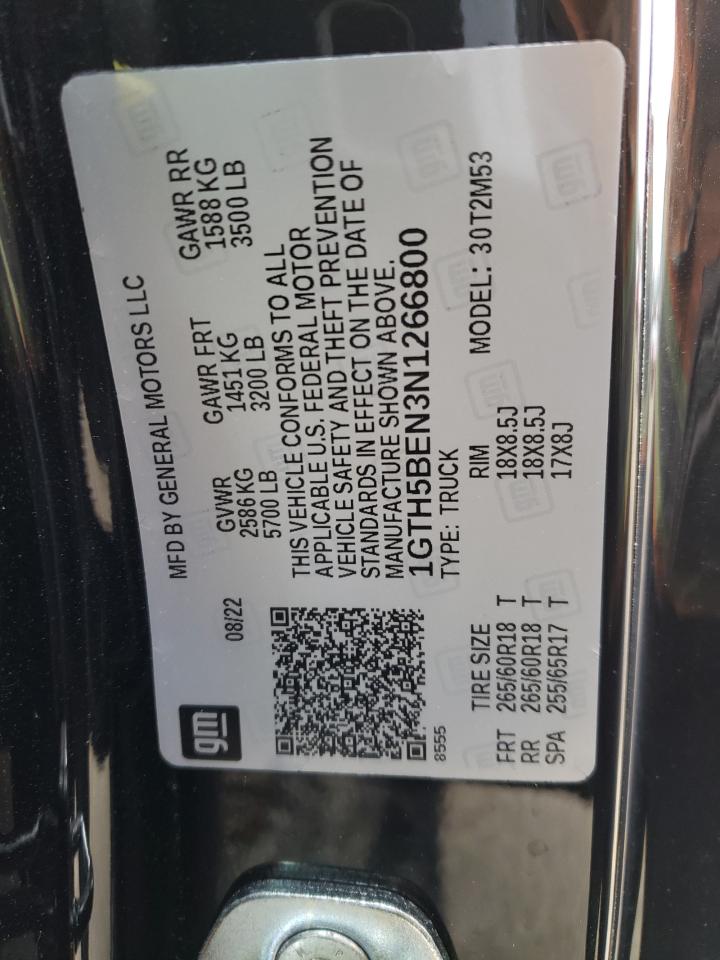 gm
MFD BY GENERAL MOTORS LLC
08/22
GVWR GAWR FRT GAWR RR
2586 KG 1451 KG 1588 KG
5700 LB 3200 LB 3500 LB
THIS VEHICLE CONFORMS TO ALL
APPLICABLE U.S. FEDERAL MOTOR
VEHICLE SAFETY AND THEFT PREVENTION
STANDARDS IN EFFECT ON THE DATE OF
MANUFACTURE SHOWN ABOVE.
1GTH5BEN3N1266800
8555
TYPE: TRUCK
MODEL: 30T2M53
TIRE SIZE RIM
FRT 265/60R18 T 18X8.5J
RR 265/60R18 T 18X8.5J
SPA 255/65R17 T 17X8J